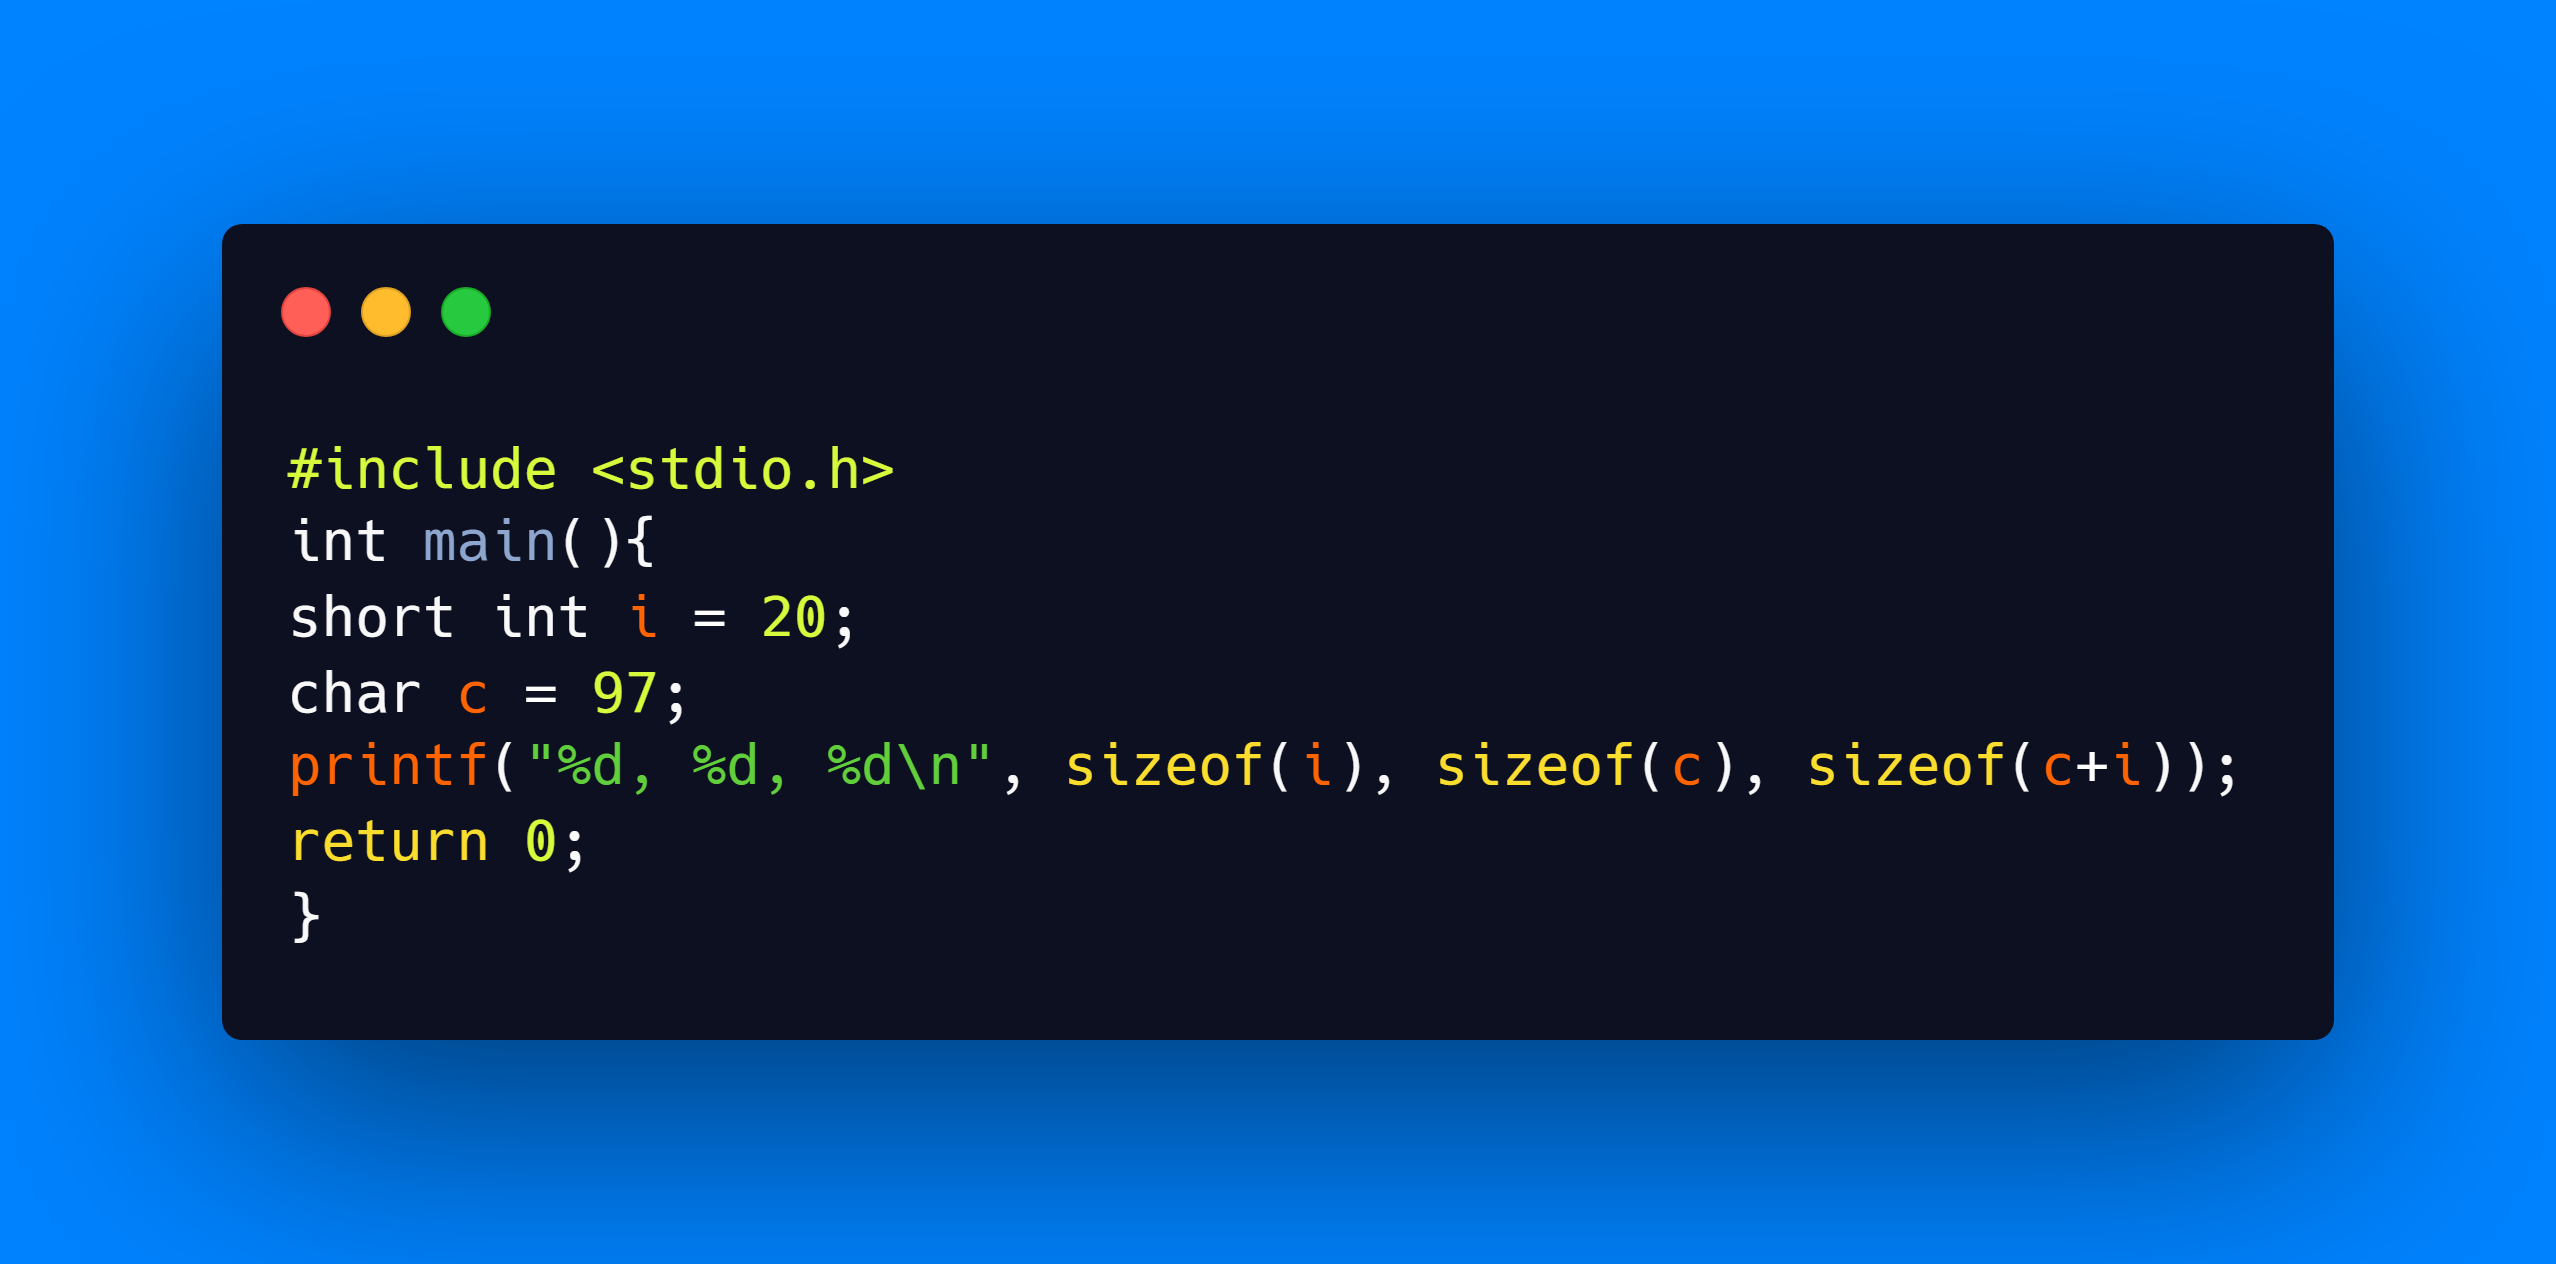 #include <stdio.h>
int main(){
short int i = 20;
char c = 97;
printf("%d, %d, %d\n", sizeof(i), sizeof(c), sizeof(c+i));
return 0;
}